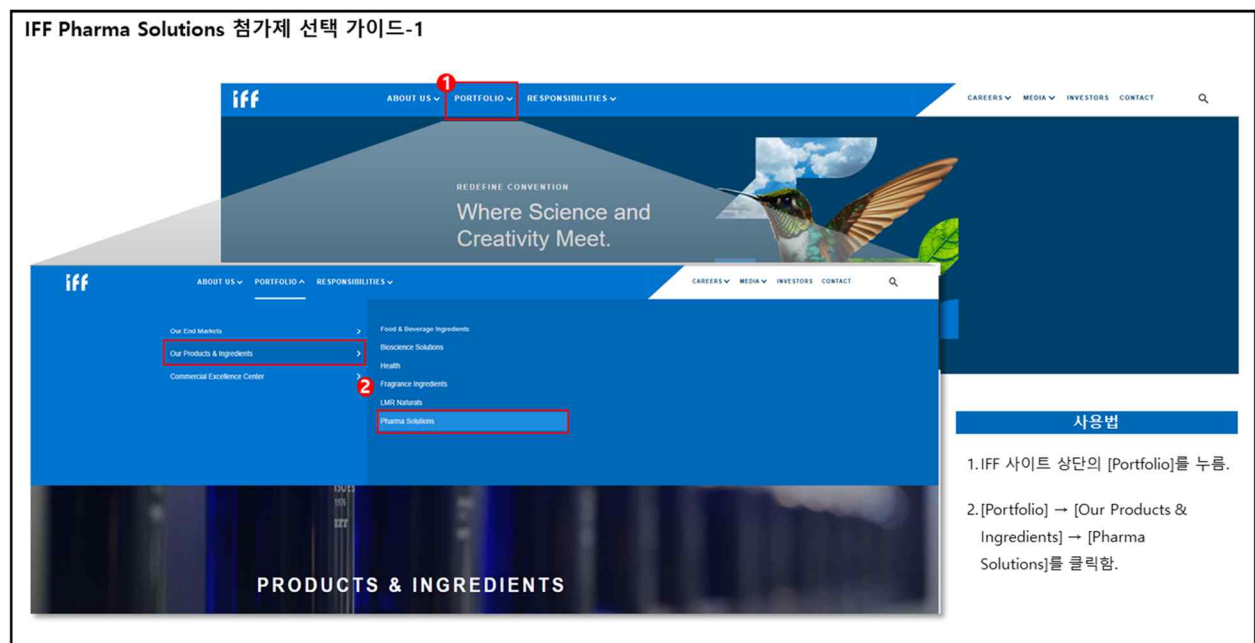 IFF Pharma Solutions 첨가제 선택 가이드-1
1
iff
ABOUT US
PORTFOLIO
RESPONSIBILITIES
CAREERS
MEDIA
INVESTORS
CONTACT
REDEFINE CONVENTION
Where Science and
Creativity Meet.
iff
ABOUT US
PORTFOLIO
RESPONSIBILITIES
CAREERS
MEDIA
INVESTORS
CONTACT
Our End Markets
Our Products & Ingredients
Commercial Excellence Center
2
Food & Beverage Ingredients
Bioscience Solutions
Health
Fragrance Ingredients
LMR Naturals
Pharma Solutions
IFF
PRODUCTS & INGREDIENTS
사용법
1.IFF 사이트 상단의 [Portfolio]를 누름.
2.[Portfolio] → [Our Products &
Ingredients] → [Pharma
Solutions]를 클릭함.